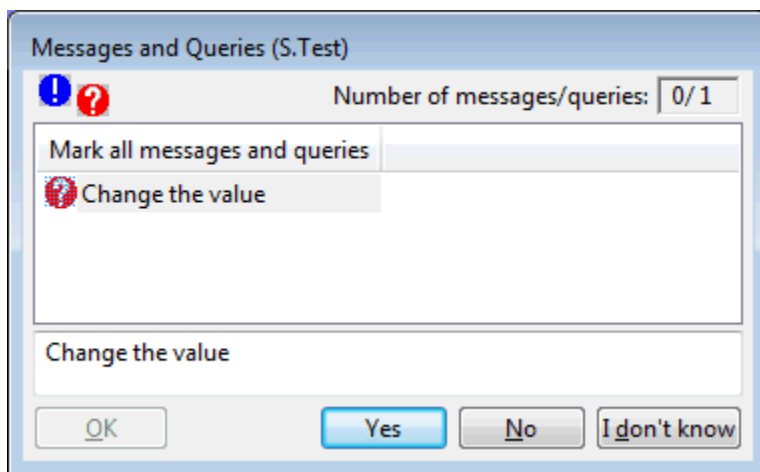 Messages and Queries (S.Test)
Number of messages/queries: 0/ 1
Mark all messages and queries
Change the value
Change the value
OK Yes No I don't know